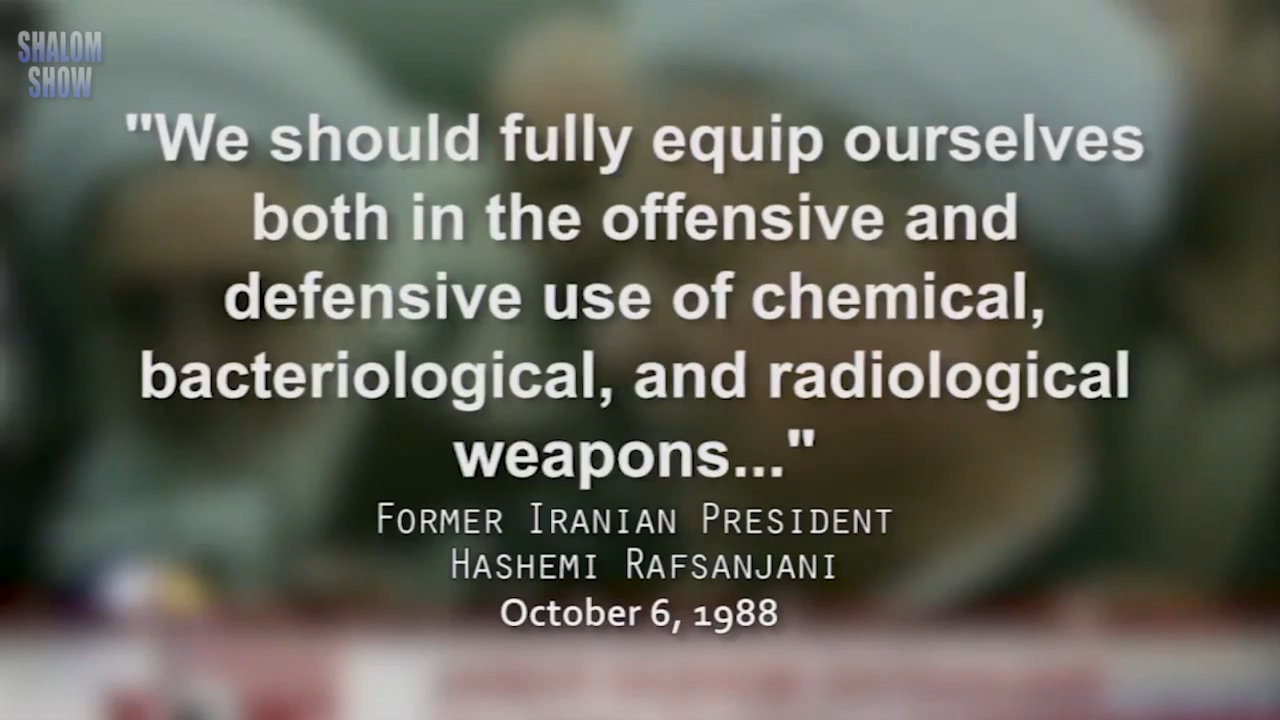 SHALOM
SHOW
"We should fully equip ourselves
both in the offensive and
defensive use of chemical,
bacteriological, and radiological
weapons..."
Former Iranian President
Hashemi Rafsanjani
October 6, 1988